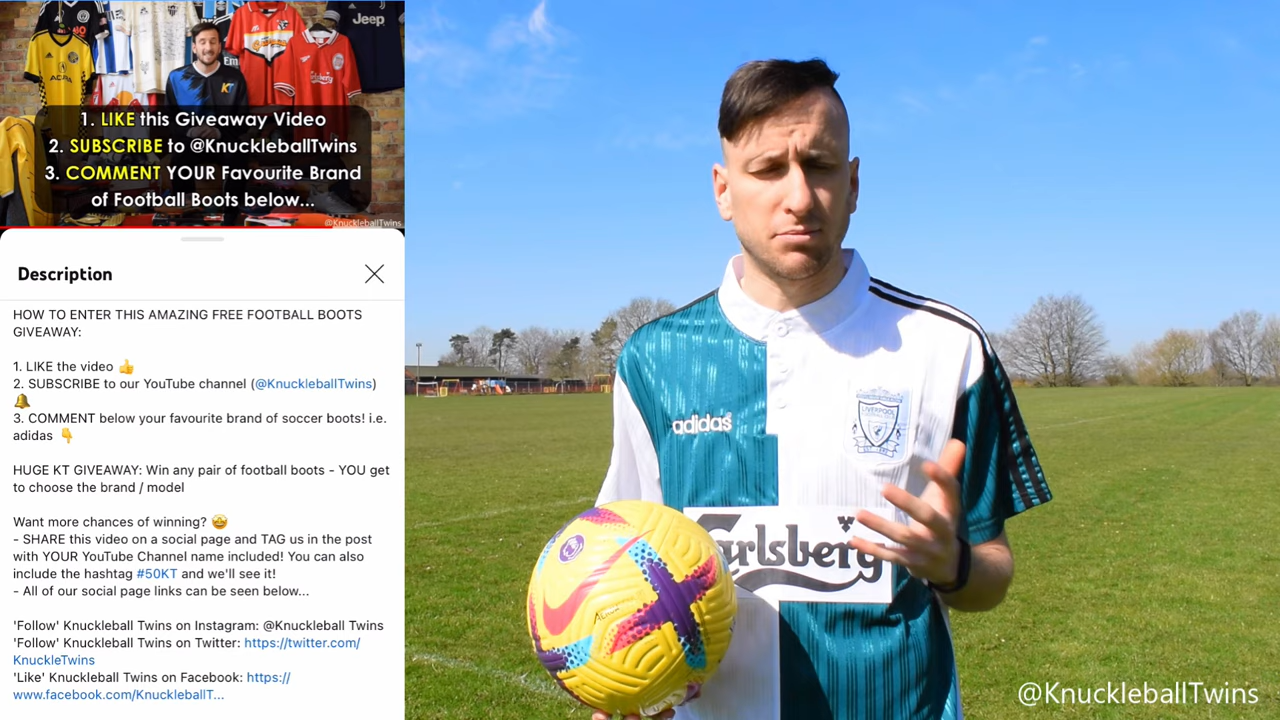 Jeep
ACURA
Carlsberg
KT
1. LIKE this Giveaway Video
2. SUBSCRIBE to @KnuckleballTwins
3. COMMENT YOUR Favourite Brand
of Football Boots below...
@KnuckleballTwins
Description
HOW TO ENTER THIS AMAZING FREE FOOTBALL BOOTS
GIVEAWAY:
1. LIKE the video 👍
2. SUBSCRIBE to our YouTube channel (@KnuckleballTwins)
🔔
3. COMMENT below your favourite brand of soccer boots! i.e.
adidas 👇
HUGE KT GIVEAWAY: Win any pair of football boots - YOU get
to choose the brand / model
Want more chances of winning? 🤩
- SHARE this video on a social page and TAG us in the post
with YOUR YouTube Channel name included! You can also
include the hashtag #50KT and we'll see it!
- All of our social page links can be seen below...
'Follow' Knuckleball Twins on Instagram: @Knuckleball Twins
'Follow' Knuckleball Twins on Twitter: https://twitter.com/
KnuckleTwins
'Like' Knuckleball Twins on Facebook: https://
www.facebook.com/KnuckleballT...
adidas
LIVERPOOL
arlsberg
@KnuckleballTwins